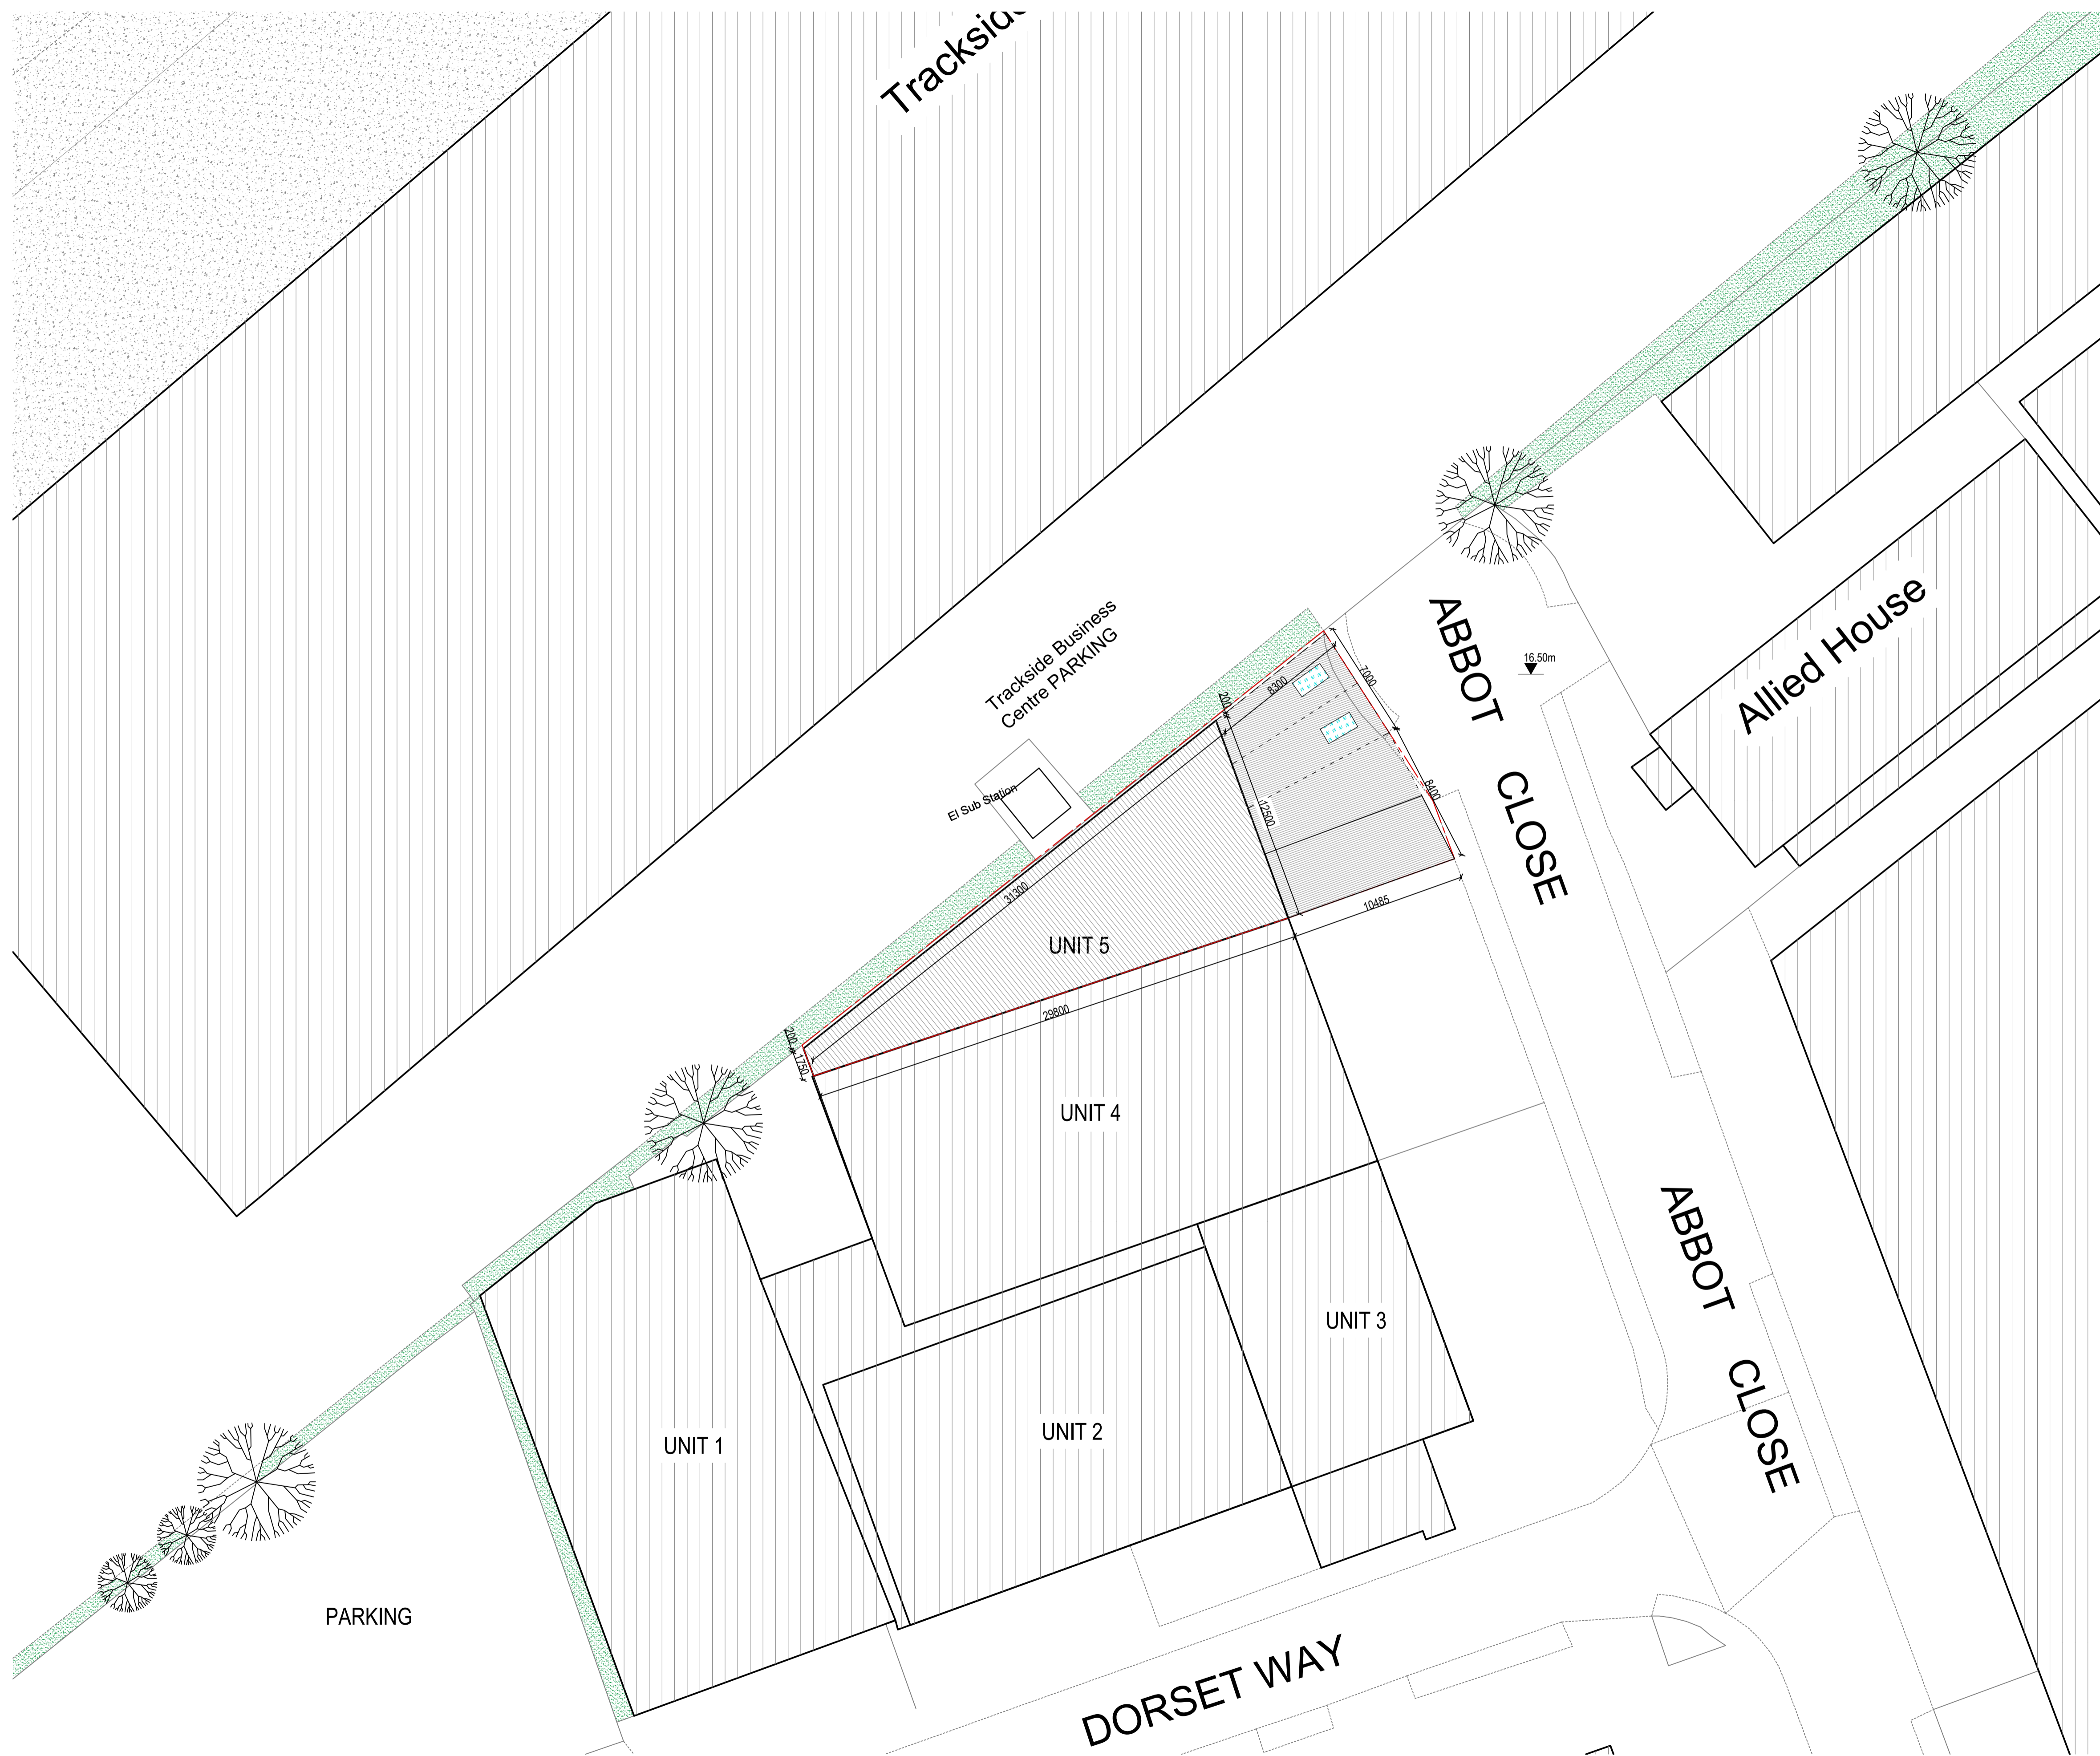 Trackside
Trackside Business
Centre PARKING
El Sub Station
ABBOT CLOSE
16.50m
Allied House
200
8300
7000
8400
12500
10485
31300
UNIT 5
29800
200
1750
UNIT 4
ABBOT CLOSE
UNIT 3
UNIT 2
UNIT 1
PARKING
DORSET WAY